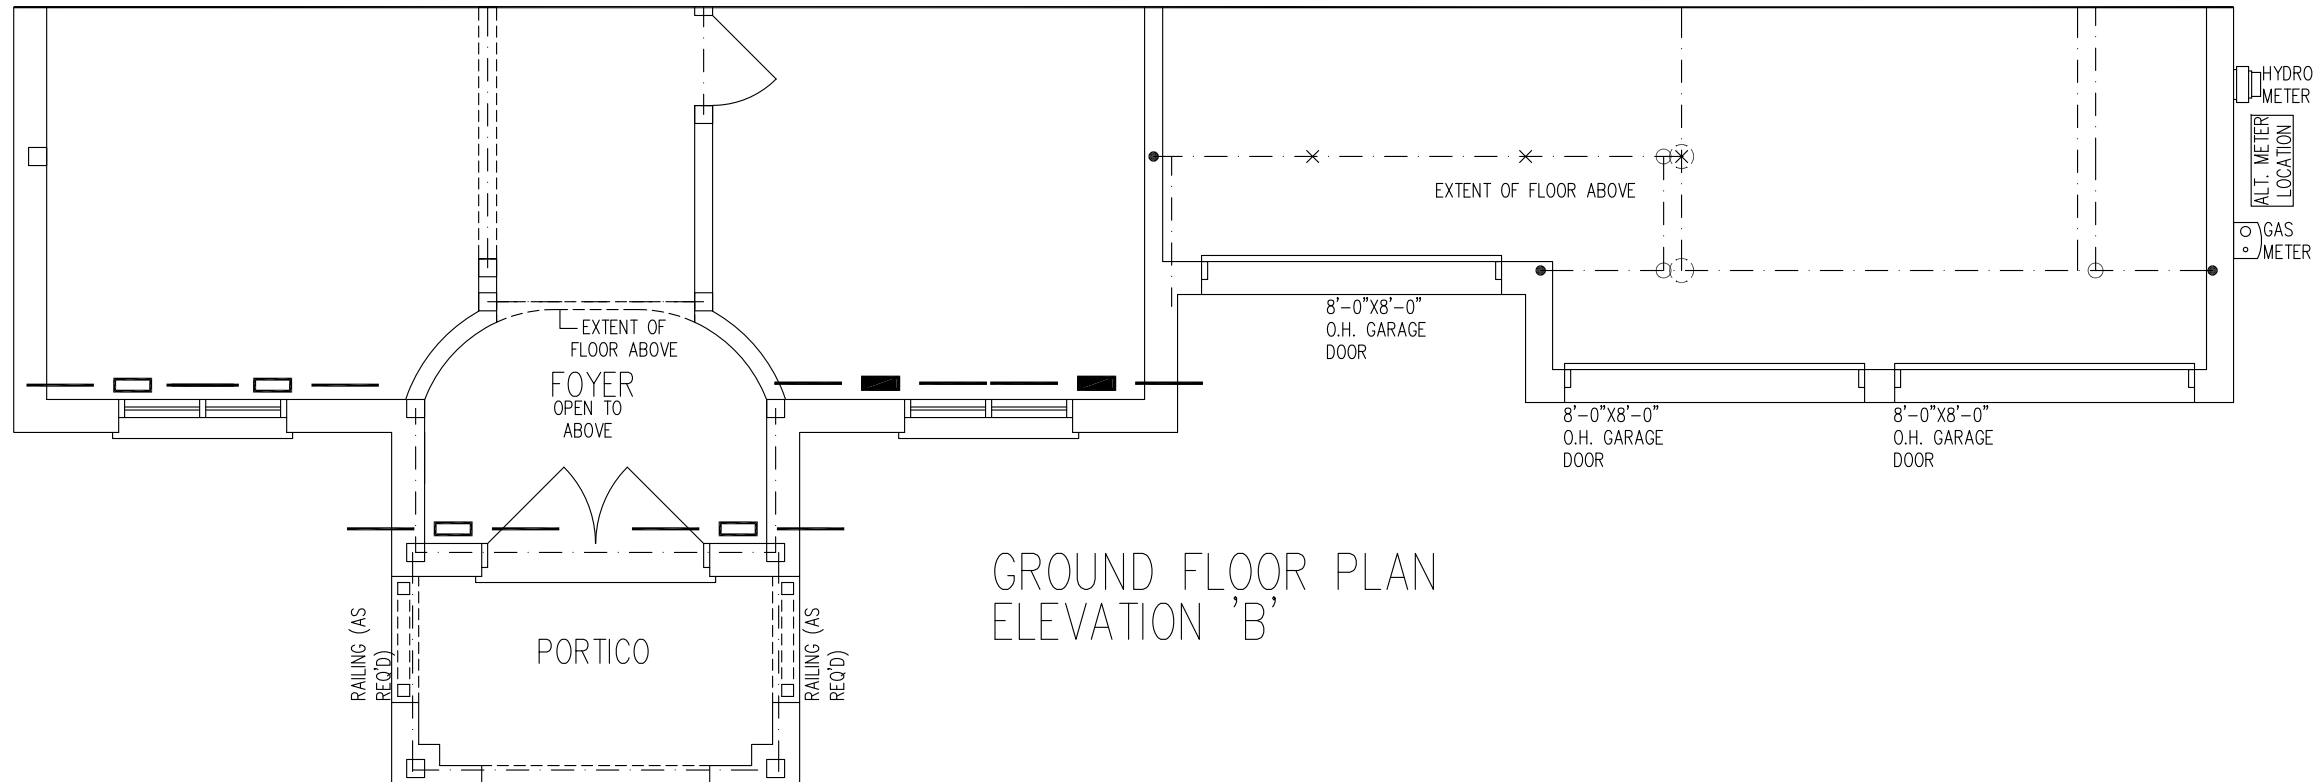 HYDRO
METER
ALT. METER
LOCATION
EXTENT OF FLOOR ABOVE
GAS
METER
8'-0"X8'-0"
O.H. GARAGE
DOOR
EXTENT OF
FLOOR ABOVE
FOYER
OPEN TO
ABOVE
8'-0"X8'-0"
O.H. GARAGE
DOOR
8'-0"X8'-0"
O.H. GARAGE
DOOR
GROUND FLOOR PLAN
ELEVATION 'B'
RAILING (AS
REQ'D)
PORTICO
RAILING (AS
REQ'D)